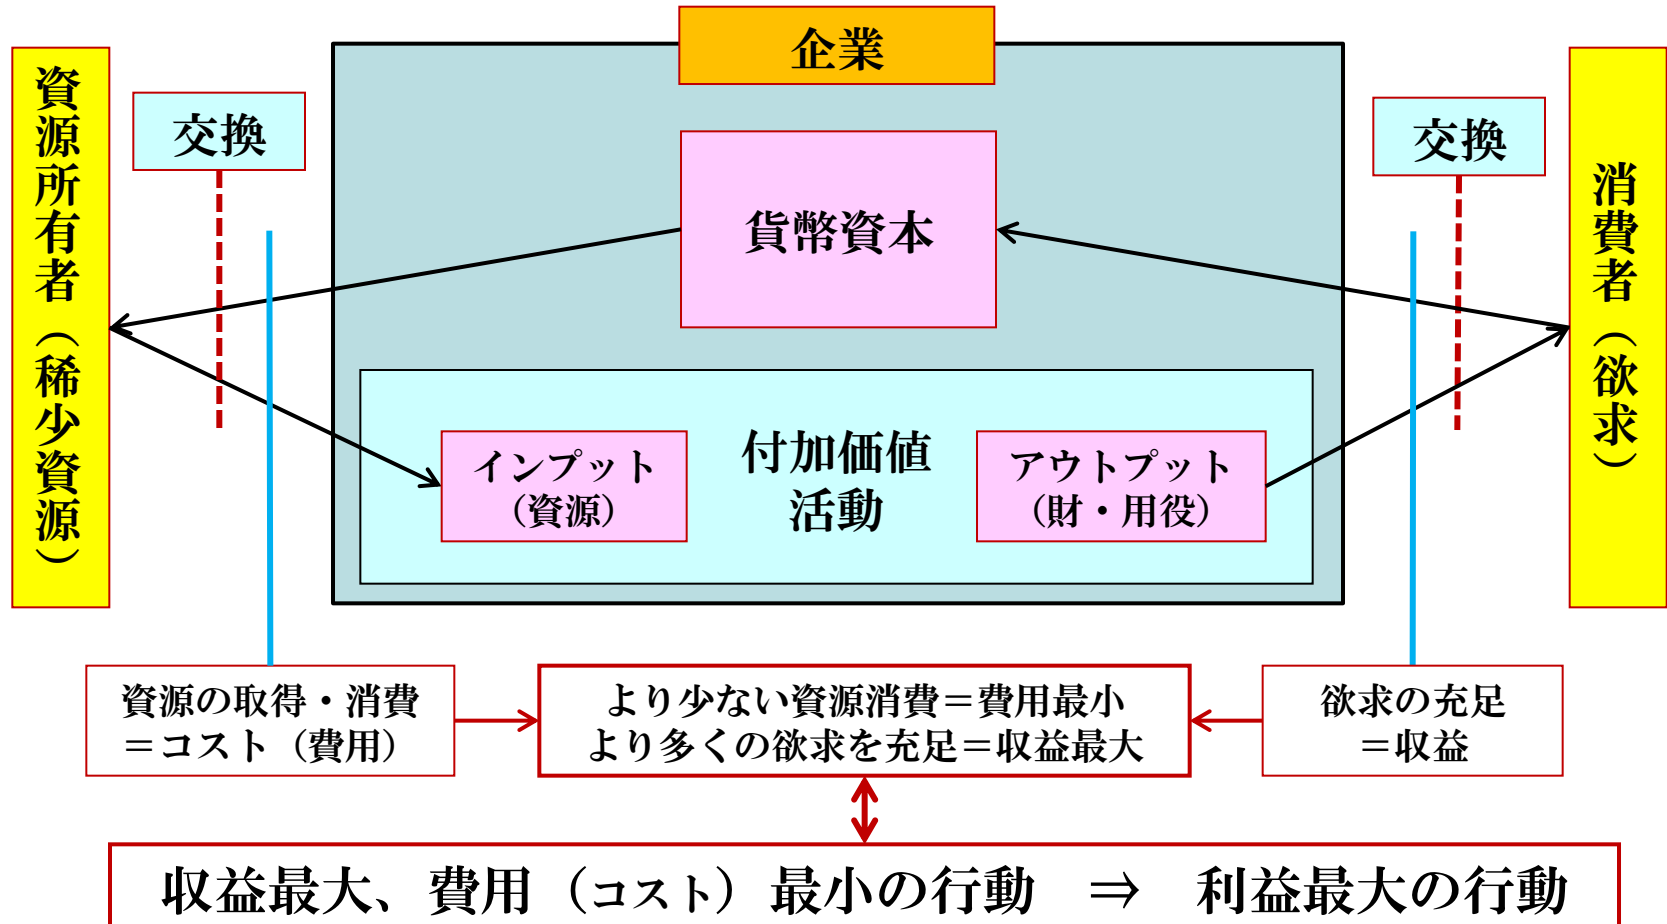 企業
資源所有者（稀少資源）
交換
貨幣資本
交換
消費者（欲求）
インプット
（資源）
付加価値
活動
アウトプット
（財・用役）
資源の取得・消費
＝コスト（費用）
より少ない資源消費＝費用最小
より多くの欲求を充足＝収益最大
欲求の充足
＝収益
収益最大、費用（コスト）最小の行動　⇒　利益最大の行動